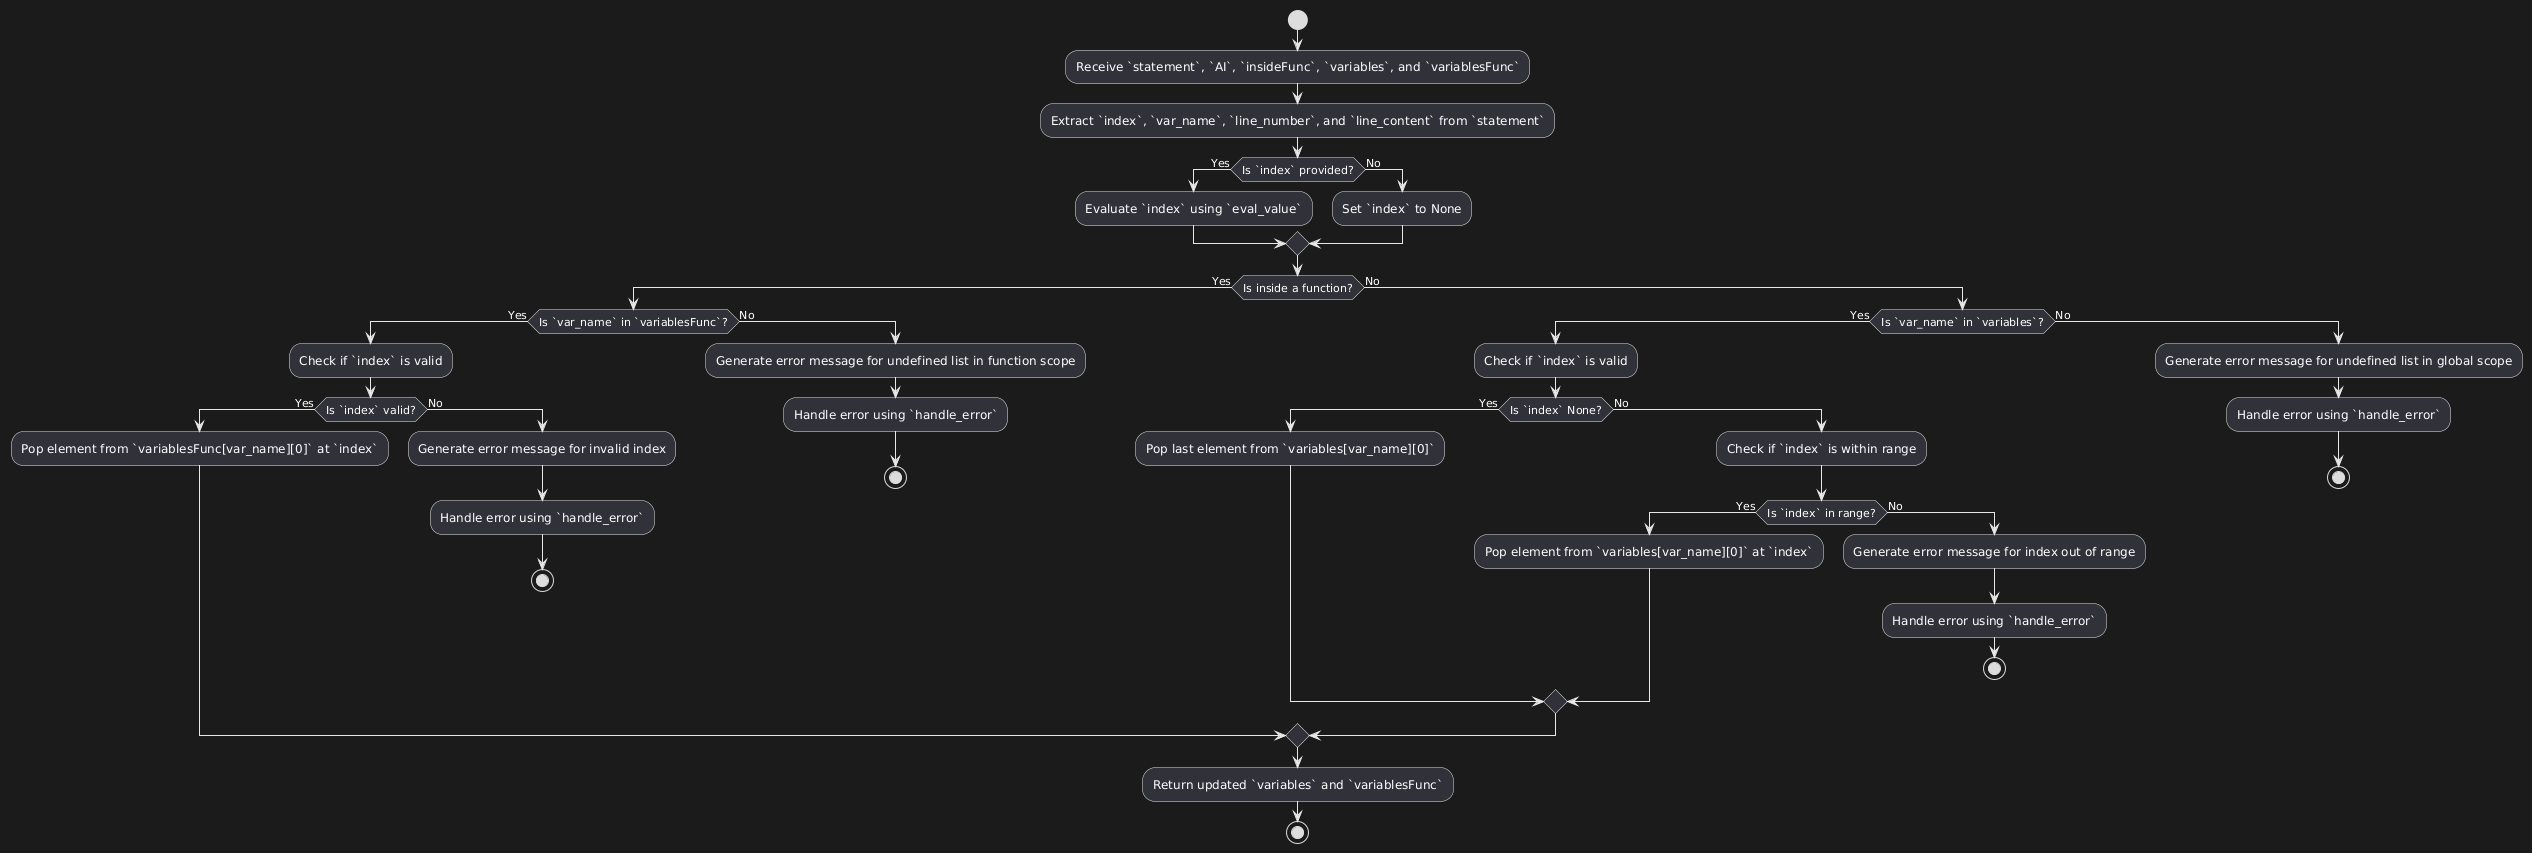 Receive `statement`, `AI`, `insideFunc`, `variables`, and `variablesFunc`
Extract `index`, `var_name`, `line_number`, and `line_content` from `statement`
Yes
Is `index` provided?
No
Evaluate `index` using `eval_value`
Set `index` to None
Yes
Is inside a function?
No
Yes
Is `var_name` in `variablesFunc`?
No
Check if `index` is valid
Yes
Is `index` valid?
No
Pop element from `variablesFunc[var_name][0]` at `index`
Generate error message for invalid index
Handle error using `handle_error`
Generate error message for undefined list in function scope
Handle error using `handle_error`
Yes
Is `var_name` in `variables`?
No
Check if `index` is valid
Yes
Is `index` None?
No
Pop last element from `variables[var_name][0]`
Check if `index` is within range
Yes
Is `index` in range?
No
Pop element from `variables[var_name][0]` at `index`
Generate error message for index out of range
Handle error using `handle_error`
Generate error message for undefined list in global scope
Handle error using `handle_error`
Return updated `variables` and `variablesFunc`